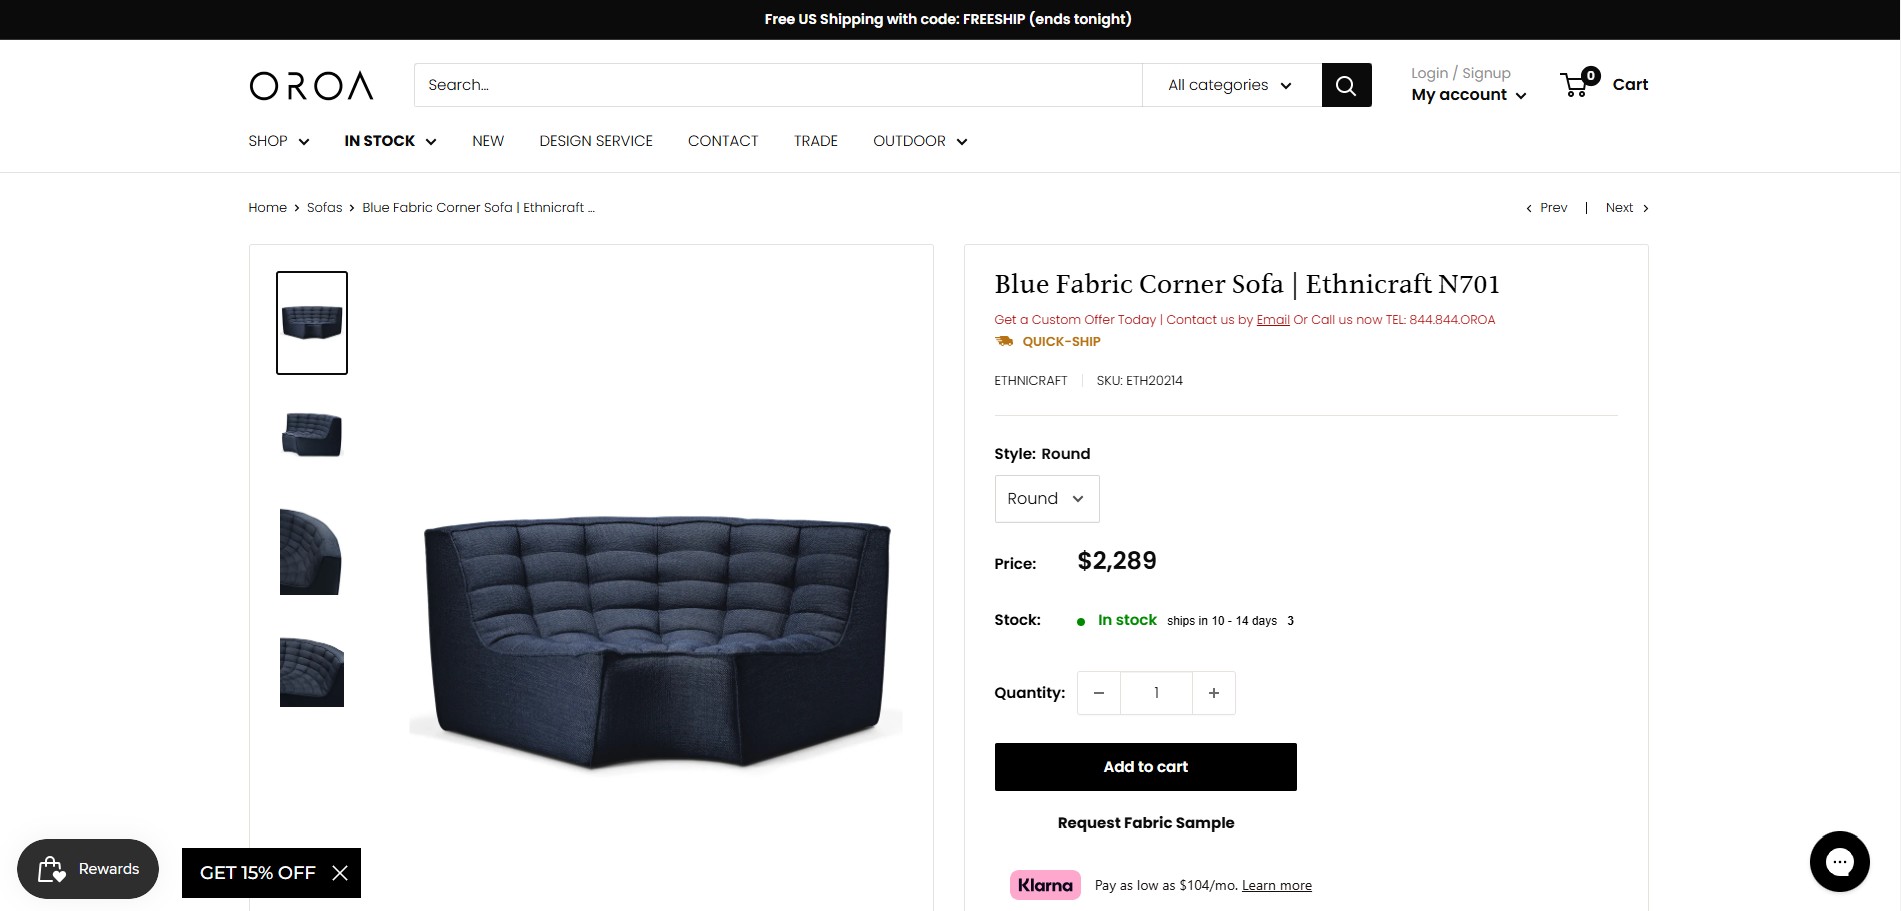 Free US Shipping with code: FREESHIP (ends tonight)
OROA
Search...
All categories
Login / Signup
My account
0
Cart
SHOP
IN STOCK
NEW
DESIGN SERVICE
CONTACT
TRADE
OUTDOOR
Home > Sofas > Blue Fabric Corner Sofa | Ethnicraft ...
< Prev | Next >
Blue Fabric Corner Sofa | Ethnicraft N701
Get a Custom Offer Today | Contact us by Email Or Call us now TEL: 844.844.OROA
QUICK-SHIP
ETHNICRAFT | SKU: ETH20214
Style: Round
Round
Price: $2,289
Stock: In stock ships in 10 - 14 days 3
Quantity: − 1 +
Add to cart
Request Fabric Sample
Klarna Pay as low as $104/mo. Learn more
Rewards
GET 15% OFF